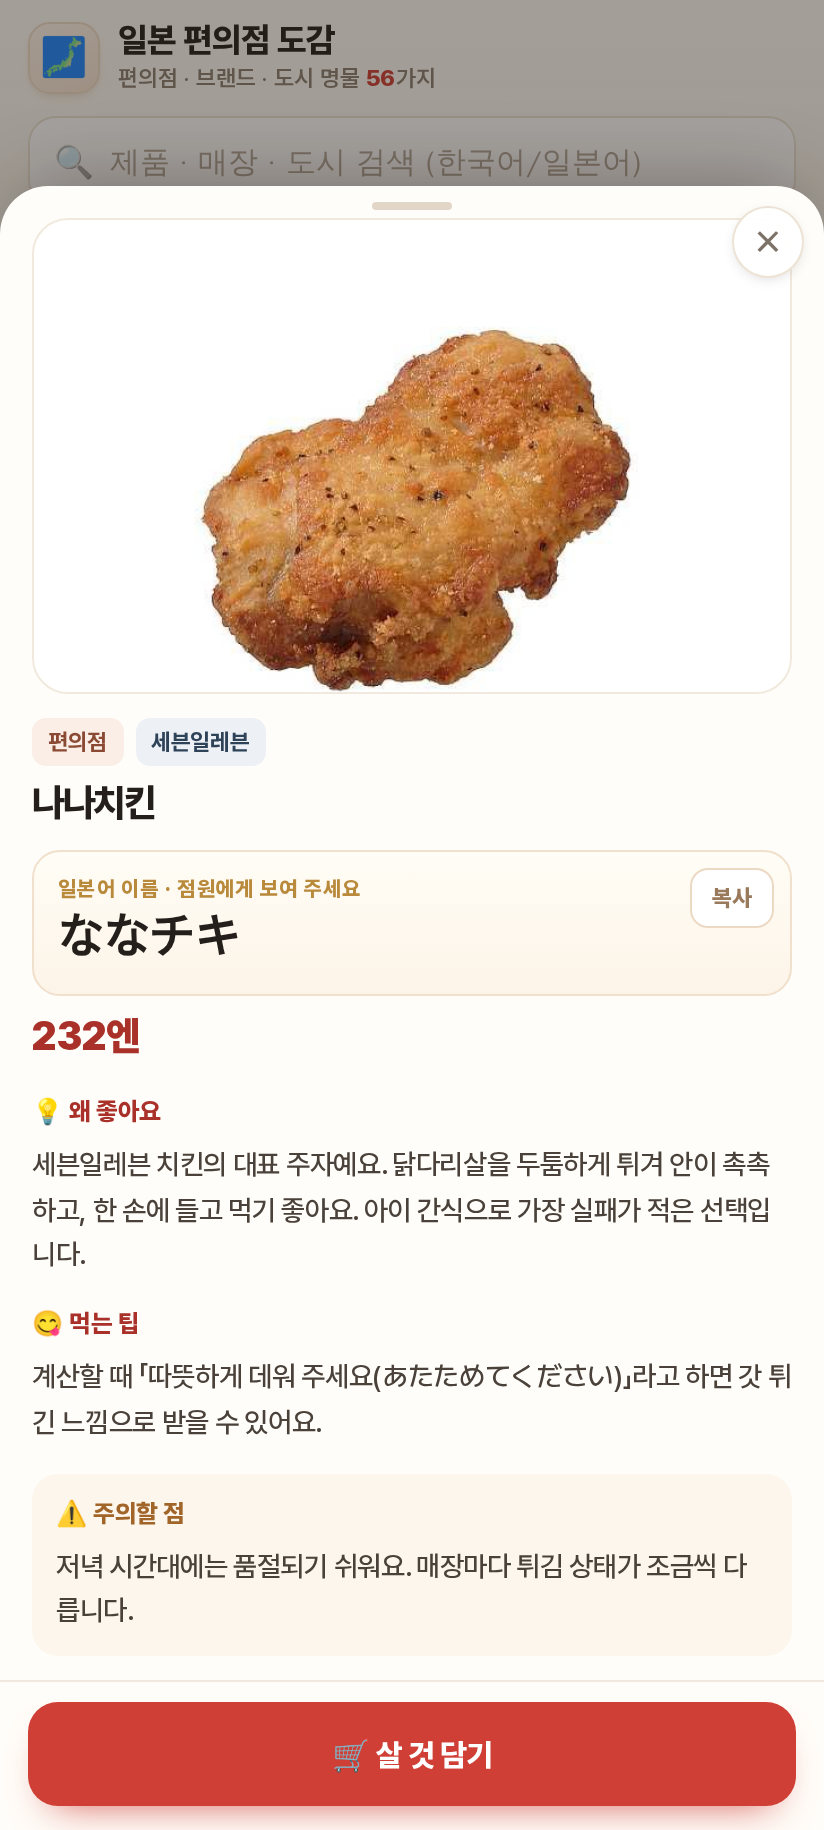 일본 편의점 도감
편의점 · 브랜드 · 도시 명물 56가지
제품 · 매장 · 도시 검색 (한국어/일본어)
편의점
세븐일레븐
나나치킨
일본어 이름 · 점원에게 보여 주세요
복사
ななチキ
232엔
왜 좋아요
세븐일레븐 치킨의 대표 주자예요. 닭다리살을 두툼하게 튀겨 안이 촉촉
하고, 한 손에 들고 먹기 좋아요. 아이 간식으로 가장 실패가 적은 선택입
니다.
먹는 팁
계산할 때 「따뜻하게 데워 주세요(あたためてください)」라고 하면 갓 튀
긴 느낌으로 받을 수 있어요.
주의할 점
저녁 시간대에는 품절되기 쉬워요. 매장마다 튀김 상태가 조금씩 다
릅니다.
살 것 담기